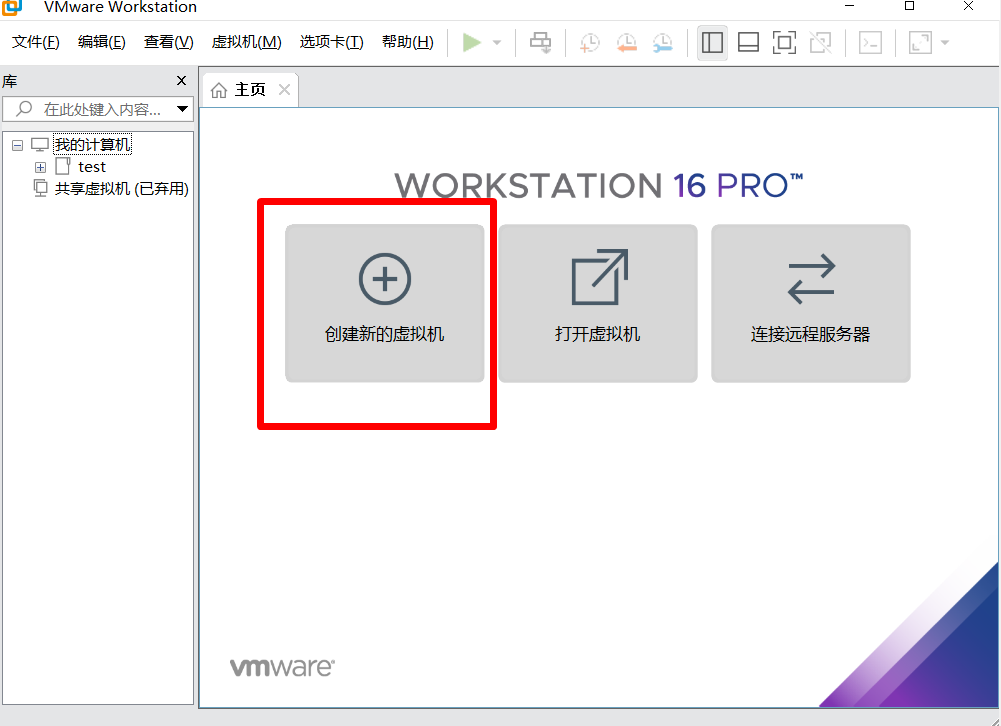 VMware Workstation
文件(F) 编辑(E) 查看(V) 虚拟机(M) 选项卡(T) 帮助(H)
库
主页
在此处键入内容...
我的计算机
test
共享虚拟机 (已弃用)
WORKSTATION 16 PRO™
创建新的虚拟机
打开虚拟机
连接远程服务器
vmware®